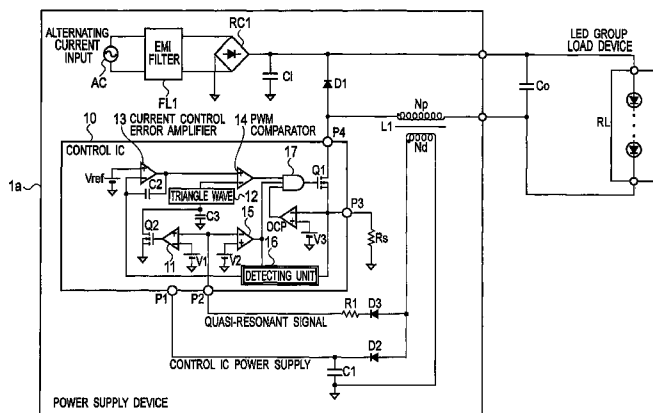 ALTERNATING
CURRENT
INPUT
AC
EMI
FILTER
FL1
RC1
CI
D1
LED GROUP
LOAD DEVICE
Co
RL
Np
L1
Nd
P4
10
CONTROL IC
13
CURRENT CONTROL
ERROR AMPLIFIER
14
PWM
COMPARATOR
17
Q1
Vref
C2
TRIANGLE WAVE
12
C3
15
OCP
P3
Rs
V3
1a
Q2
11
V1
V2
16
DETECTING UNIT
P1
P2
R1
D3
QUASI-RESONANT SIGNAL
D2
CONTROL IC POWER SUPPLY
C1
POWER SUPPLY DEVICE